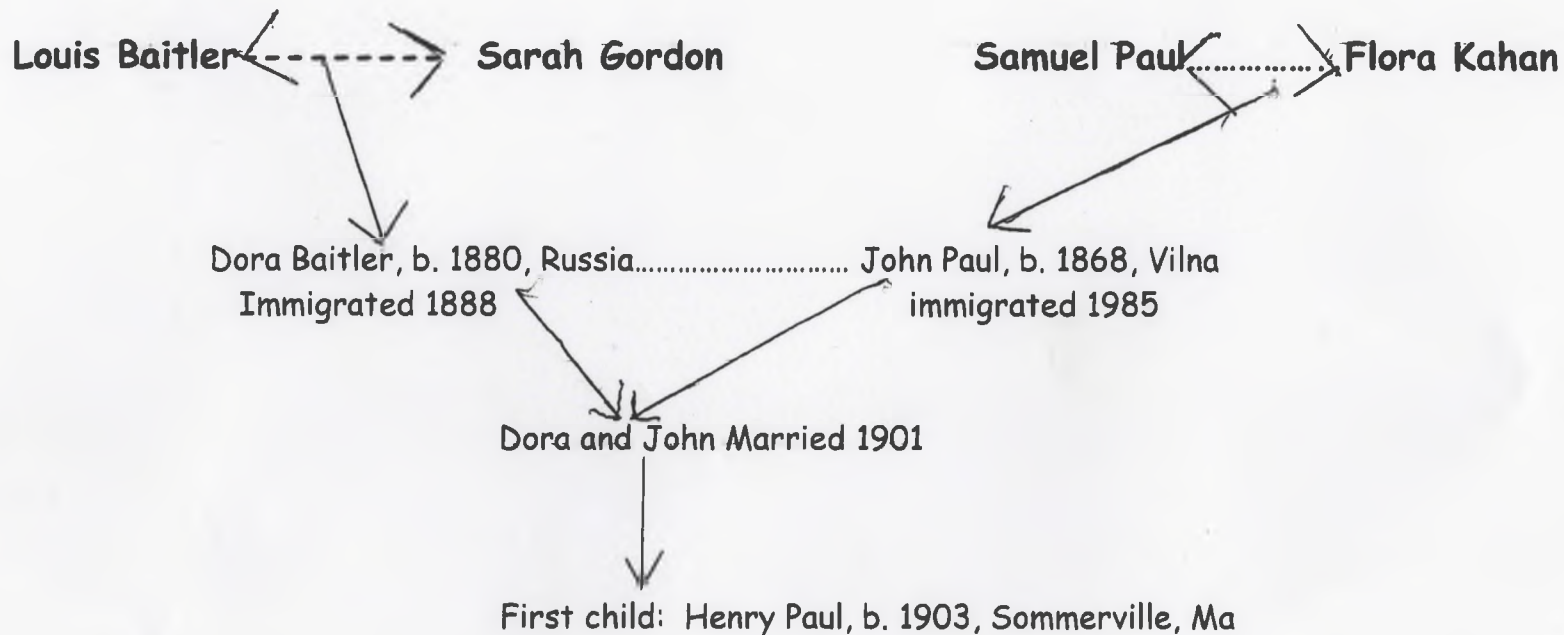 Louis Baitler Sarah Gordon Samuel Paul Flora Kahan
Dora Baitler, b. 1880, Russia............................ John Paul, b. 1868, Vilna
Immigrated 1888 immigrated 1985
Dora and John Married 1901
First child: Henry Paul, b. 1903, Sommerville, Ma